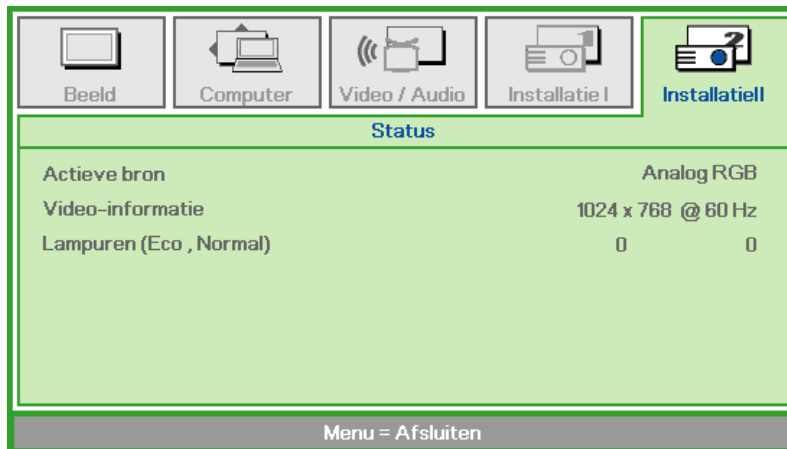 Beeld
Computer
Video / Audio
Installatie I
InstallatieII
Status
Actieve bron Analog RGB
Video-informatie 1024 x 768 @ 60 Hz
Lampuren (Eco , Normal) 0 0
Menu = Afsluiten